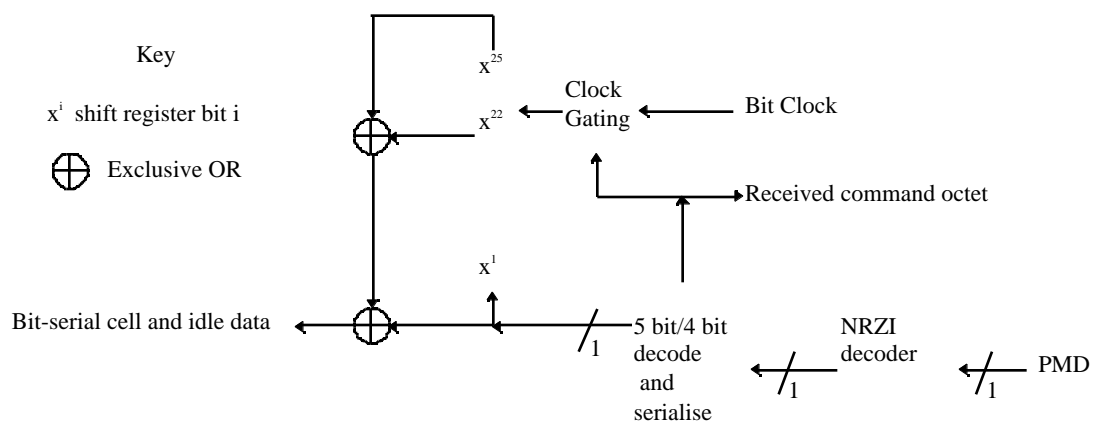 Key
xⁱ shift register bit i
Exclusive OR
x²⁵
x²²
Clock
Gating
Bit Clock
Received command octet
x¹
Bit-serial cell and idle data
1
5 bit/4 bit
decode
and
serialise
1
NRZI
decoder
1
PMD